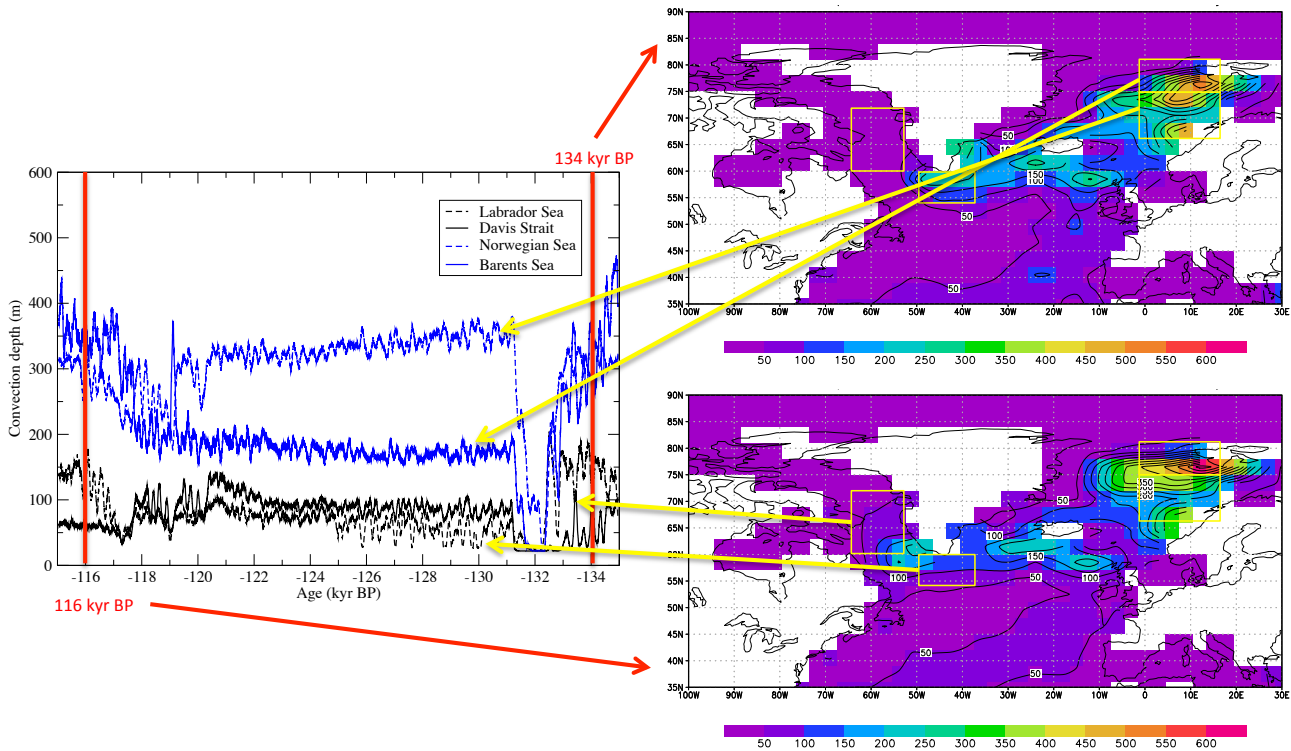 134 kyr BP
600
500
400
300
200
100
0
Convection depth (m)
Labrador Sea
Davis Strait
Norwegian Sea
Barents Sea
-116 -118 -120 -122 -124 -126 -128 -130 -132 -134
Age (kyr BP)
116 kyr BP
90N
85N
80N
75N
70N
65N
60N
55N
50N
45N
40N
35N
50
150
100
50
50
100W 90W 80W 70W 60W 50W 40W 30W 20W 10W 0 10E 20E 30E
50 100 150 200 250 300 350 400 450 500 550 600
90N
85N
80N
75N
70N
65N
60N
55N
50N
45N
40N
35N
350
50
100
150
100
50
100
50
50
100W 90W 80W 70W 60W 50W 40W 30W 20W 10W 0 10E 20E 30E
50 100 150 200 250 300 350 400 450 500 550 600